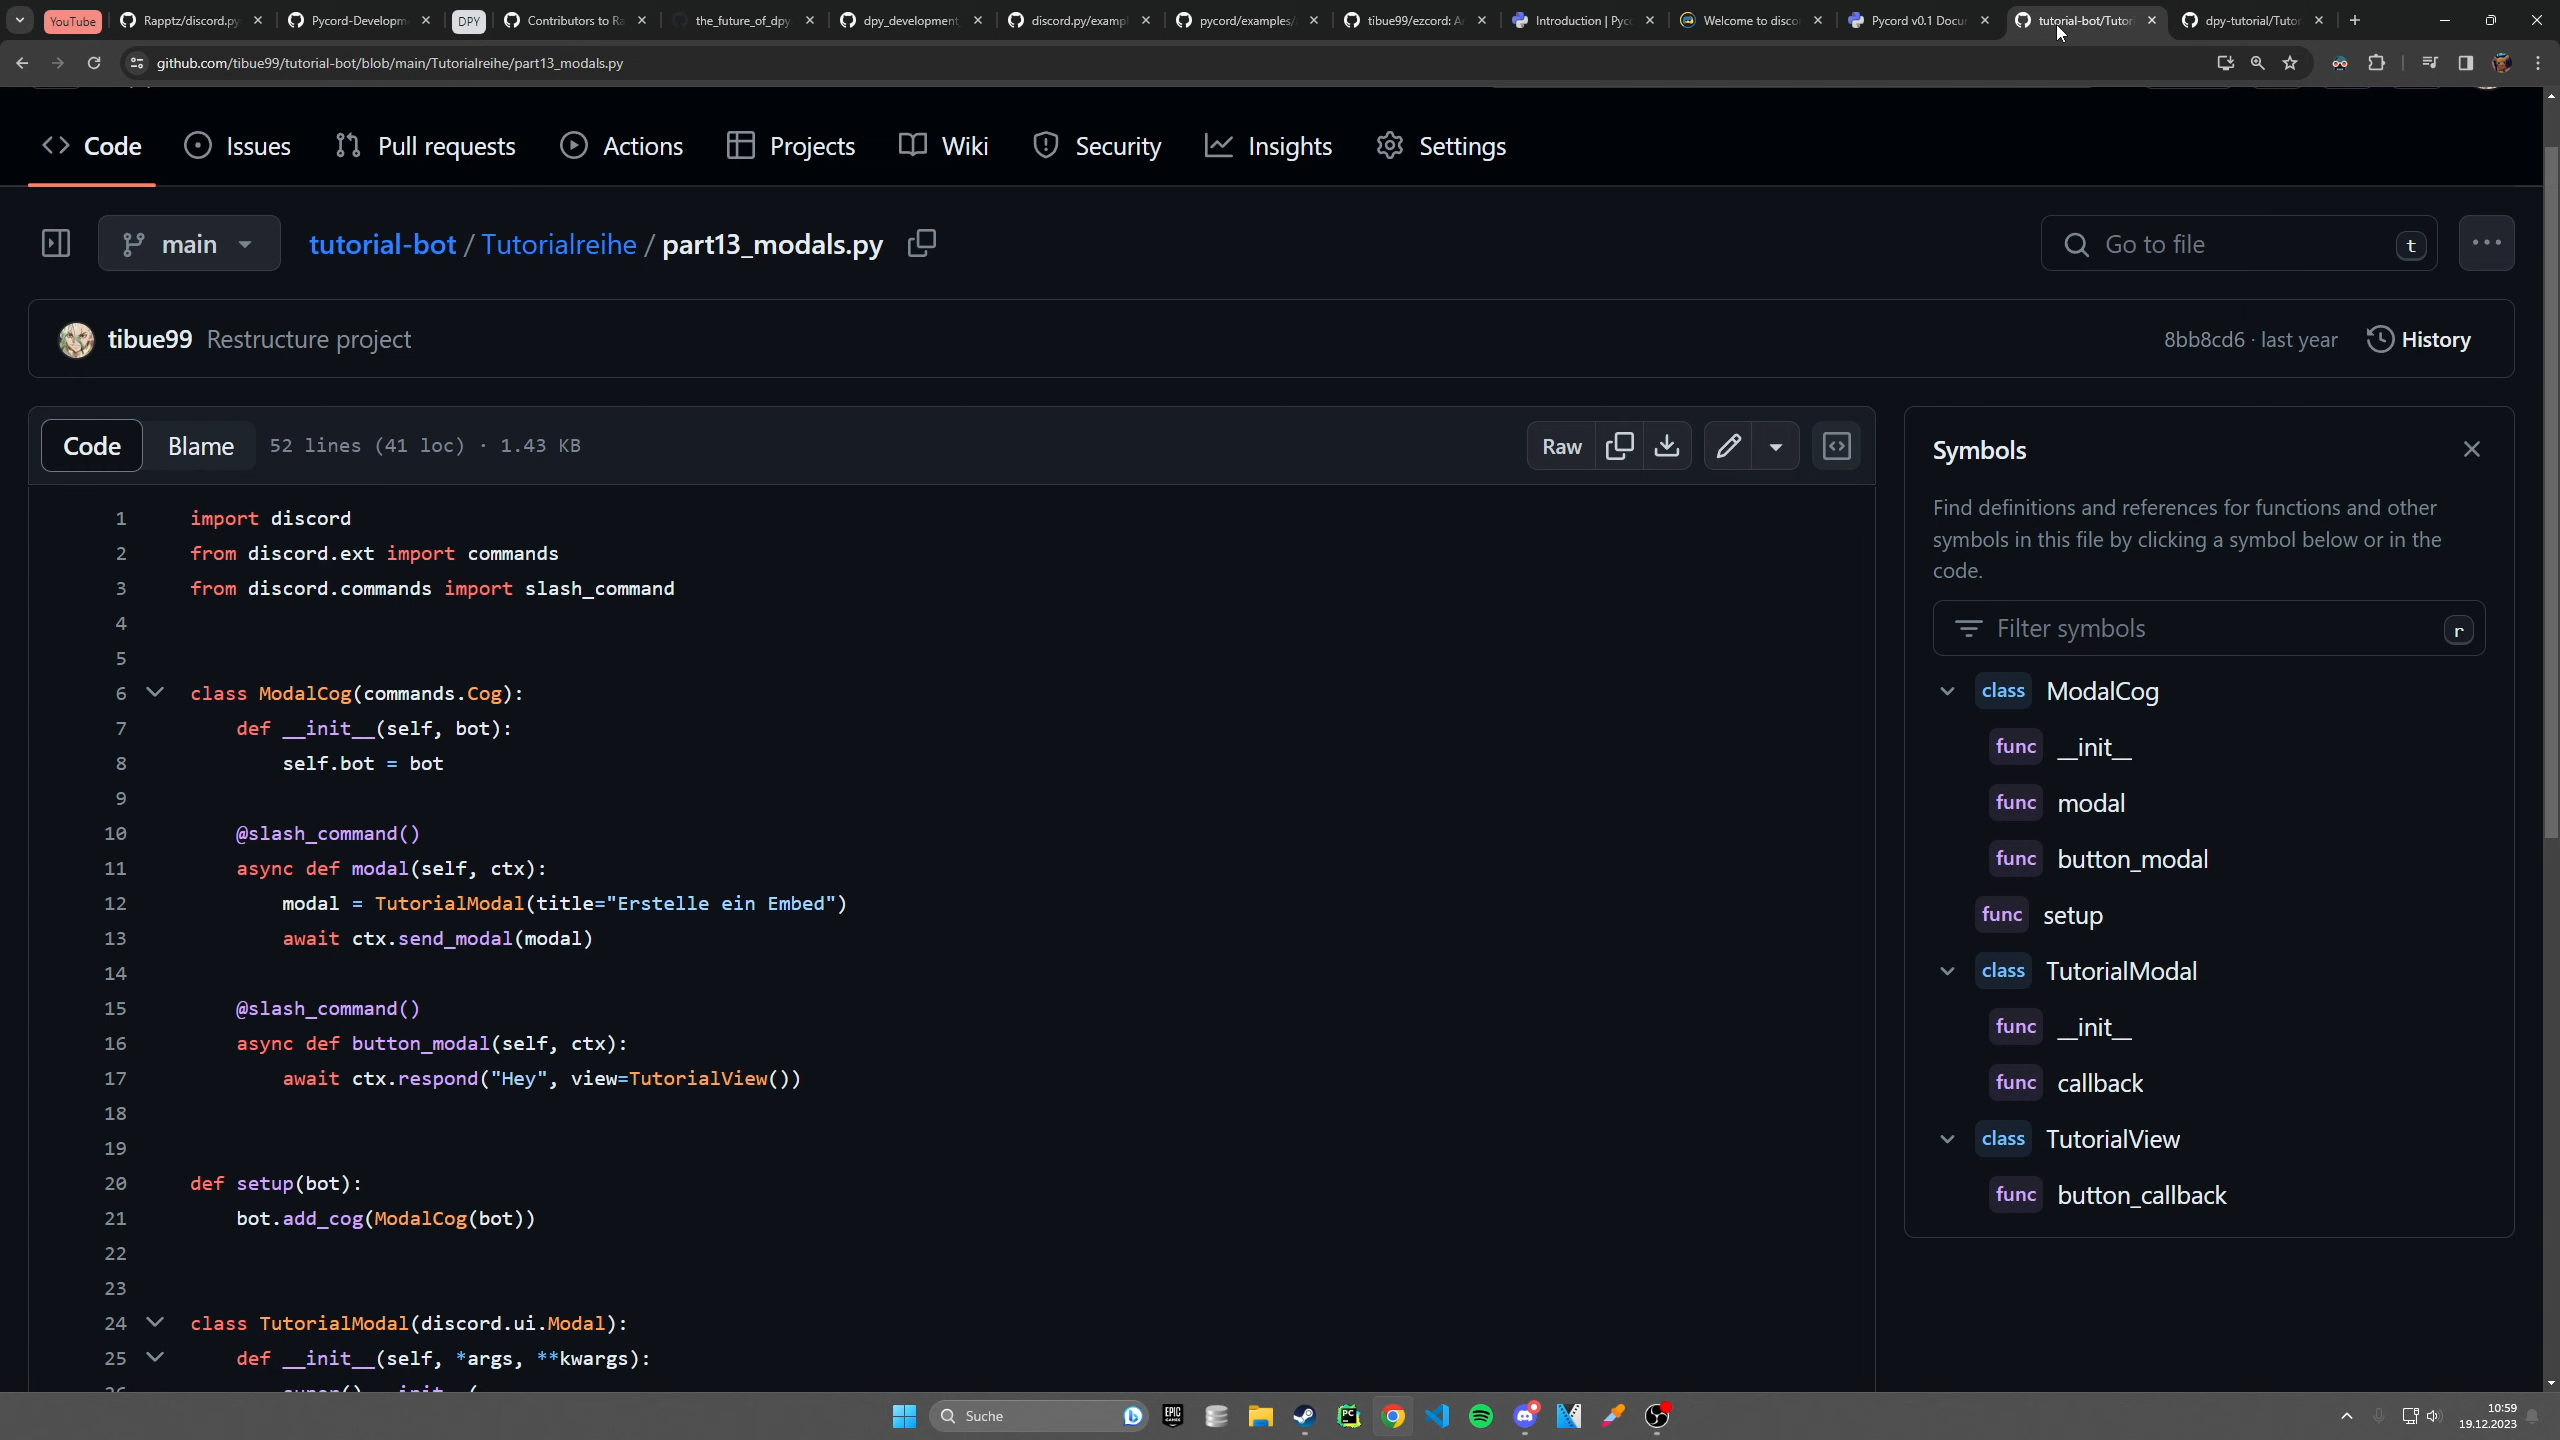 YouTube
Rapptz/discord.py
Pycord-Developm
DPY
Contributors to Ra
the_future_of_dpy
dpy_development_
discord.py/exampl
pycord/examples/
tibue99/ezcord: A
Introduction | Pyc
Welcome to disco
Pycord v0.1 Docu
tutorial-bot/Tutor
dpy-tutorial/Tutor
github.com/tibue99/tutorial-bot/blob/main/Tutorialreihe/part13_modals.py
Code
Issues
Pull requests
Actions
Projects
Wiki
Security
Insights
Settings
main
tutorial-bot / Tutorialreihe / part13_modals.py
Go to file
t
tibue99 Restructure project
8bb8cd6 · last year
History
Code
Blame
52 lines (41 loc) · 1.43 KB
Raw
1 import discord
2 from discord.ext import commands
3 from discord.commands import slash_command
4
5
6 class ModalCog(commands.Cog):
7 def __init__(self, bot):
8 self.bot = bot
9
10 @slash_command()
11 async def modal(self, ctx):
12 modal = TutorialModal(title="Erstelle ein Embed")
13 await ctx.send_modal(modal)
14
15 @slash_command()
16 async def button_modal(self, ctx):
17 await ctx.respond("Hey", view=TutorialView())
18
19
20 def setup(bot):
21 bot.add_cog(ModalCog(bot))
22
23
24 class TutorialModal(discord.ui.Modal):
25 def __init__(self, *args, **kwargs):
Symbols
Find definitions and references for functions and other
symbols in this file by clicking a symbol below or in the
code.
Filter symbols
r
class ModalCog
func __init__
func modal
func button_modal
func setup
class TutorialModal
func __init__
func callback
class TutorialView
func button_callback
Suche
EPIC GAMES
PC
10:59
19.12.2023